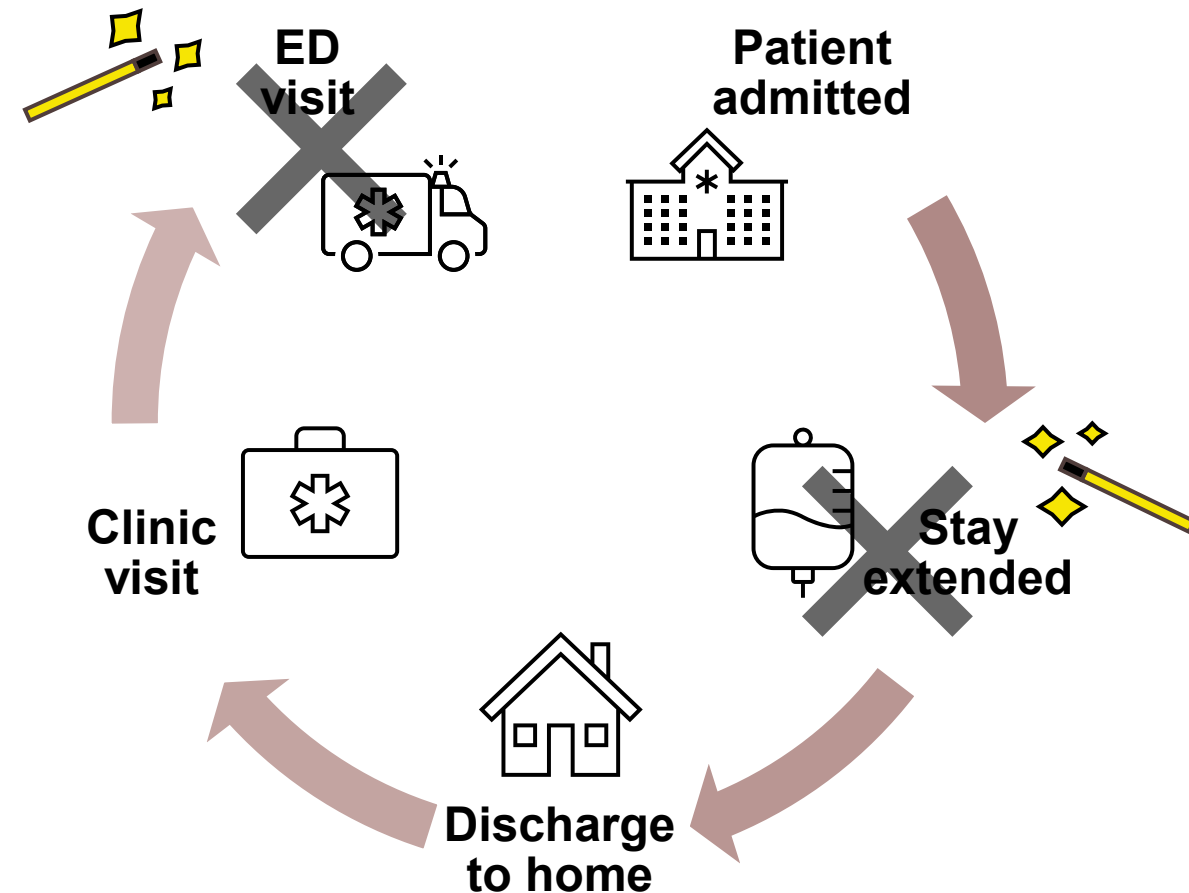 ED
visit
Patient
admitted
Stay
extended
Discharge
to home
Clinic
visit